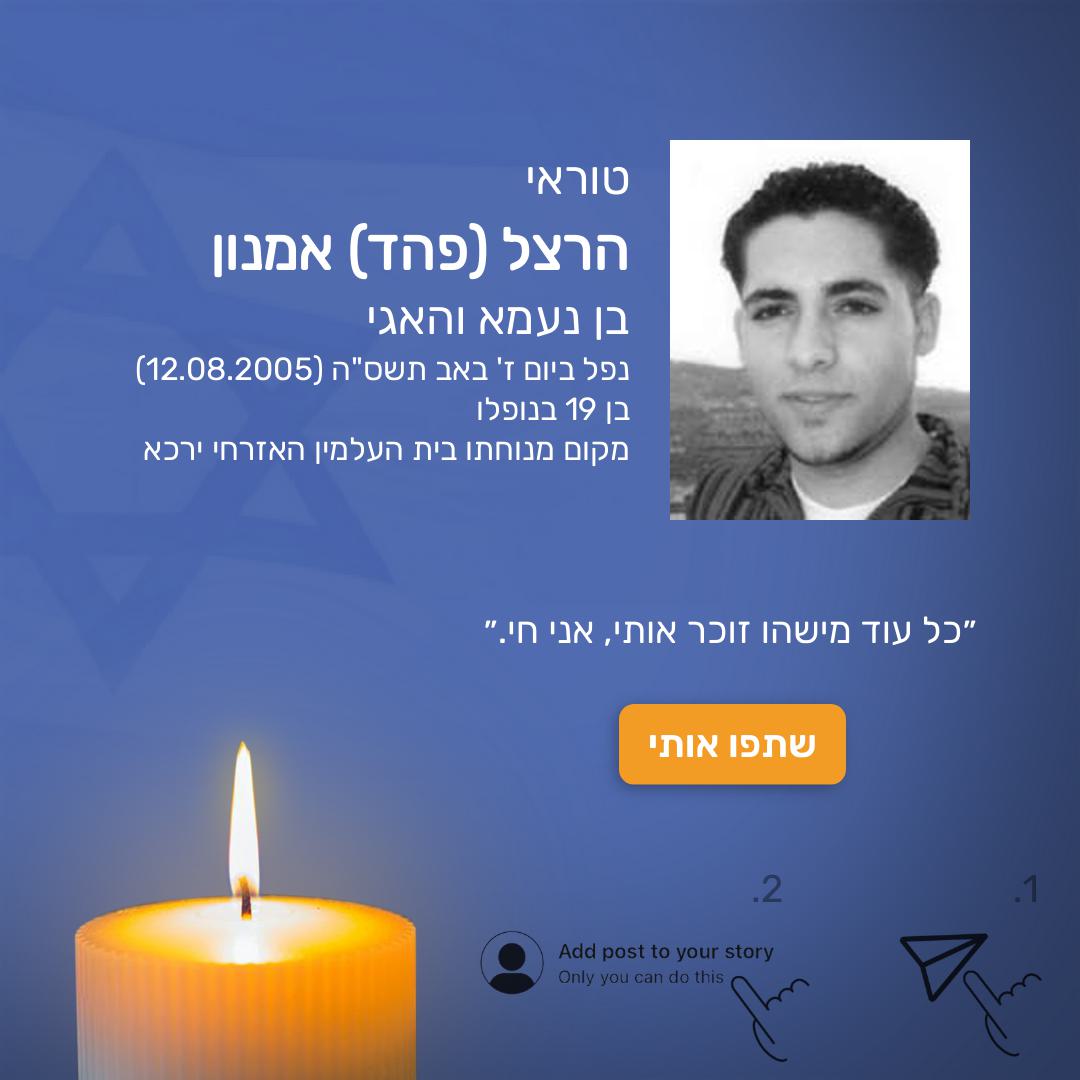 טוראי
הרצל (פהד) אמנון
בן נעמא והאגי
נפל ביום ז' באב תשס"ה (12.08.2005)
בן 19 בנופלו
מקום מנוחתו בית העלמין האזרחי ירכא
״כל עוד מישהו זוכר אותי, אני חי.״
שתפו אותי
1.
2.
Add post to your story
Only you can do this